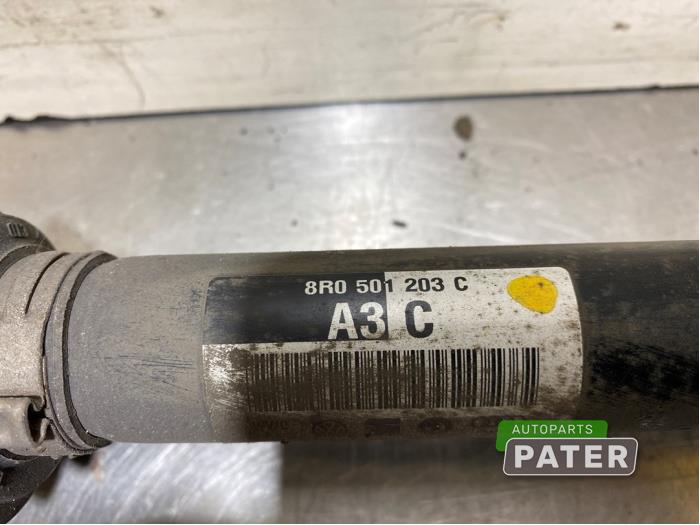 8R0 501 203 C
A3 C
AUTOPARTS
PATER